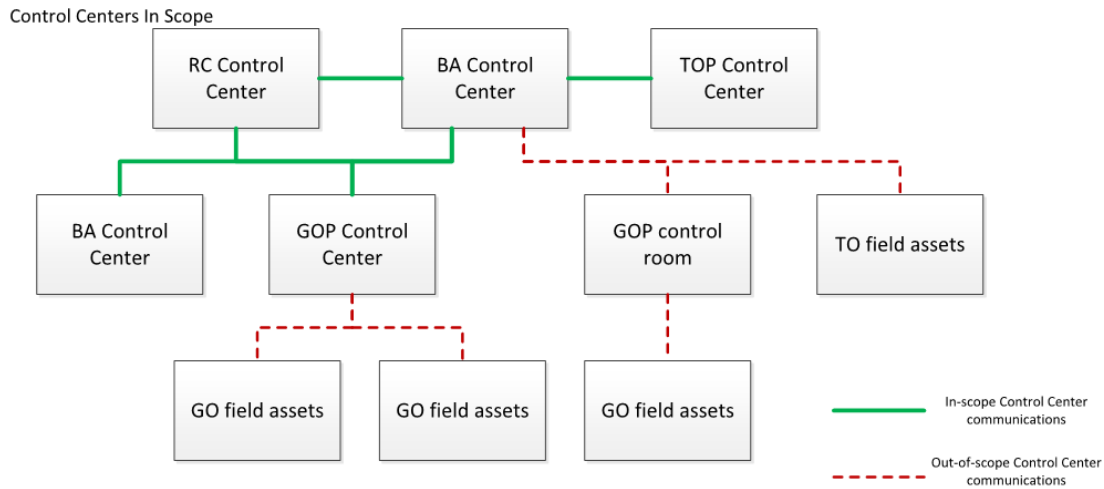 Control Centers In Scope
RC Control
Center
BA Control
Center
TOP Control
Center
BA Control
Center
GOP Control
Center
GOP control
room
TO field assets
GO field assets
GO field assets
GO field assets
In-scope Control Center
communications
Out-of-scope Control Center
communications